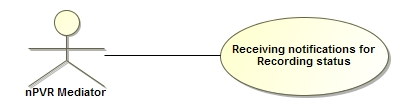 Receiving notifications for
Recording status
nPVR Mediator